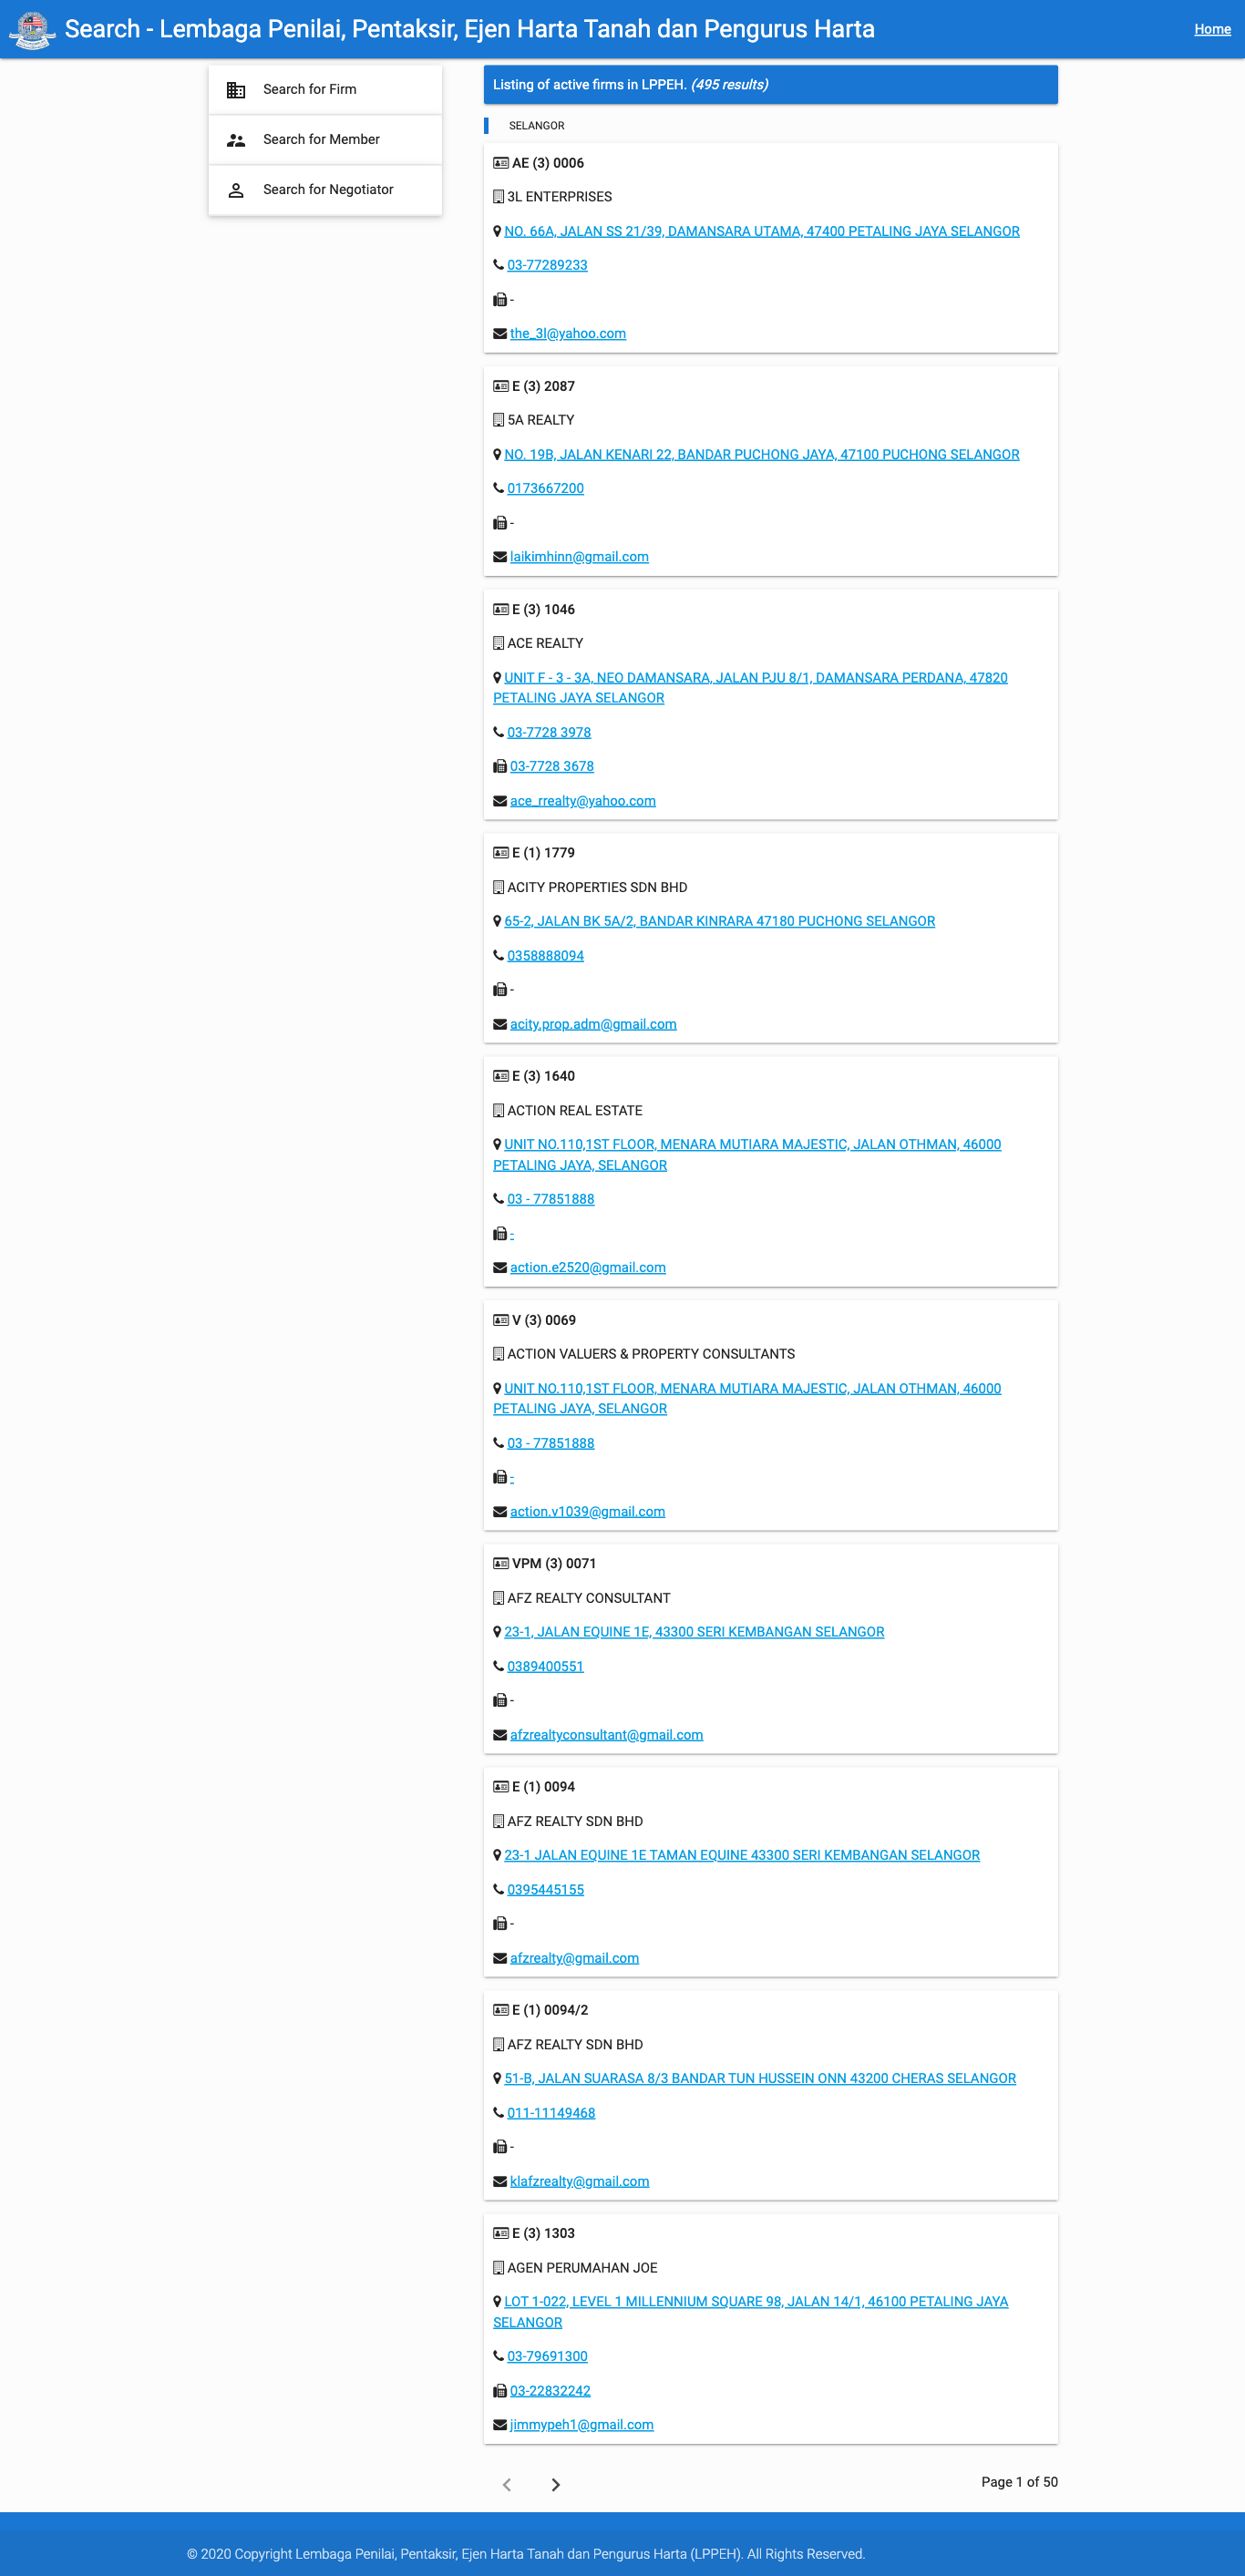 Search - Lembaga Penilai, Pentaksir, Ejen Harta Tanah dan Pengurus Harta
Home
Search for Firm
Search for Member
Search for Negotiator
Listing of active firms in LPPEH. (495 results)
SELANGOR
AE (3) 0006
3L ENTERPRISES
NO. 66A, JALAN SS 21/39, DAMANSARA UTAMA, 47400 PETALING JAYA SELANGOR
03-77289233
-
the_3l@yahoo.com
E (3) 2087
5A REALTY
NO. 19B, JALAN KENARI 22, BANDAR PUCHONG JAYA, 47100 PUCHONG SELANGOR
0173667200
-
laikimhinn@gmail.com
E (3) 1046
ACE REALTY
UNIT F - 3 - 3A, NEO DAMANSARA, JALAN PJU 8/1, DAMANSARA PERDANA, 47820
PETALING JAYA SELANGOR
03-7728 3978
03-7728 3678
ace_rrealty@yahoo.com
E (1) 1779
ACITY PROPERTIES SDN BHD
65-2, JALAN BK 5A/2, BANDAR KINRARA 47180 PUCHONG SELANGOR
0358888094
-
acity.prop.adm@gmail.com
E (3) 1640
ACTION REAL ESTATE
UNIT NO.110,1ST FLOOR, MENARA MUTIARA MAJESTIC, JALAN OTHMAN, 46000
PETALING JAYA, SELANGOR
03 - 77851888
-
action.e2520@gmail.com
V (3) 0069
ACTION VALUERS & PROPERTY CONSULTANTS
UNIT NO.110,1ST FLOOR, MENARA MUTIARA MAJESTIC, JALAN OTHMAN, 46000
PETALING JAYA, SELANGOR
03 - 77851888
-
action.v1039@gmail.com
VPM (3) 0071
AFZ REALTY CONSULTANT
23-1, JALAN EQUINE 1E, 43300 SERI KEMBANGAN SELANGOR
0389400551
-
afzrealtyconsultant@gmail.com
E (1) 0094
AFZ REALTY SDN BHD
23-1 JALAN EQUINE 1E TAMAN EQUINE 43300 SERI KEMBANGAN SELANGOR
0395445155
-
afzrealty@gmail.com
E (1) 0094/2
AFZ REALTY SDN BHD
51-B, JALAN SUARASA 8/3 BANDAR TUN HUSSEIN ONN 43200 CHERAS SELANGOR
011-11149468
-
klafzrealty@gmail.com
E (3) 1303
AGEN PERUMAHAN JOE
LOT 1-022, LEVEL 1 MILLENNIUM SQUARE 98, JALAN 14/1, 46100 PETALING JAYA
SELANGOR
03-79691300
03-22832242
jimmypeh1@gmail.com
Page 1 of 50
© 2020 Copyright Lembaga Penilai, Pentaksir, Ejen Harta Tanah dan Pengurus Harta (LPPEH). All Rights Reserved.